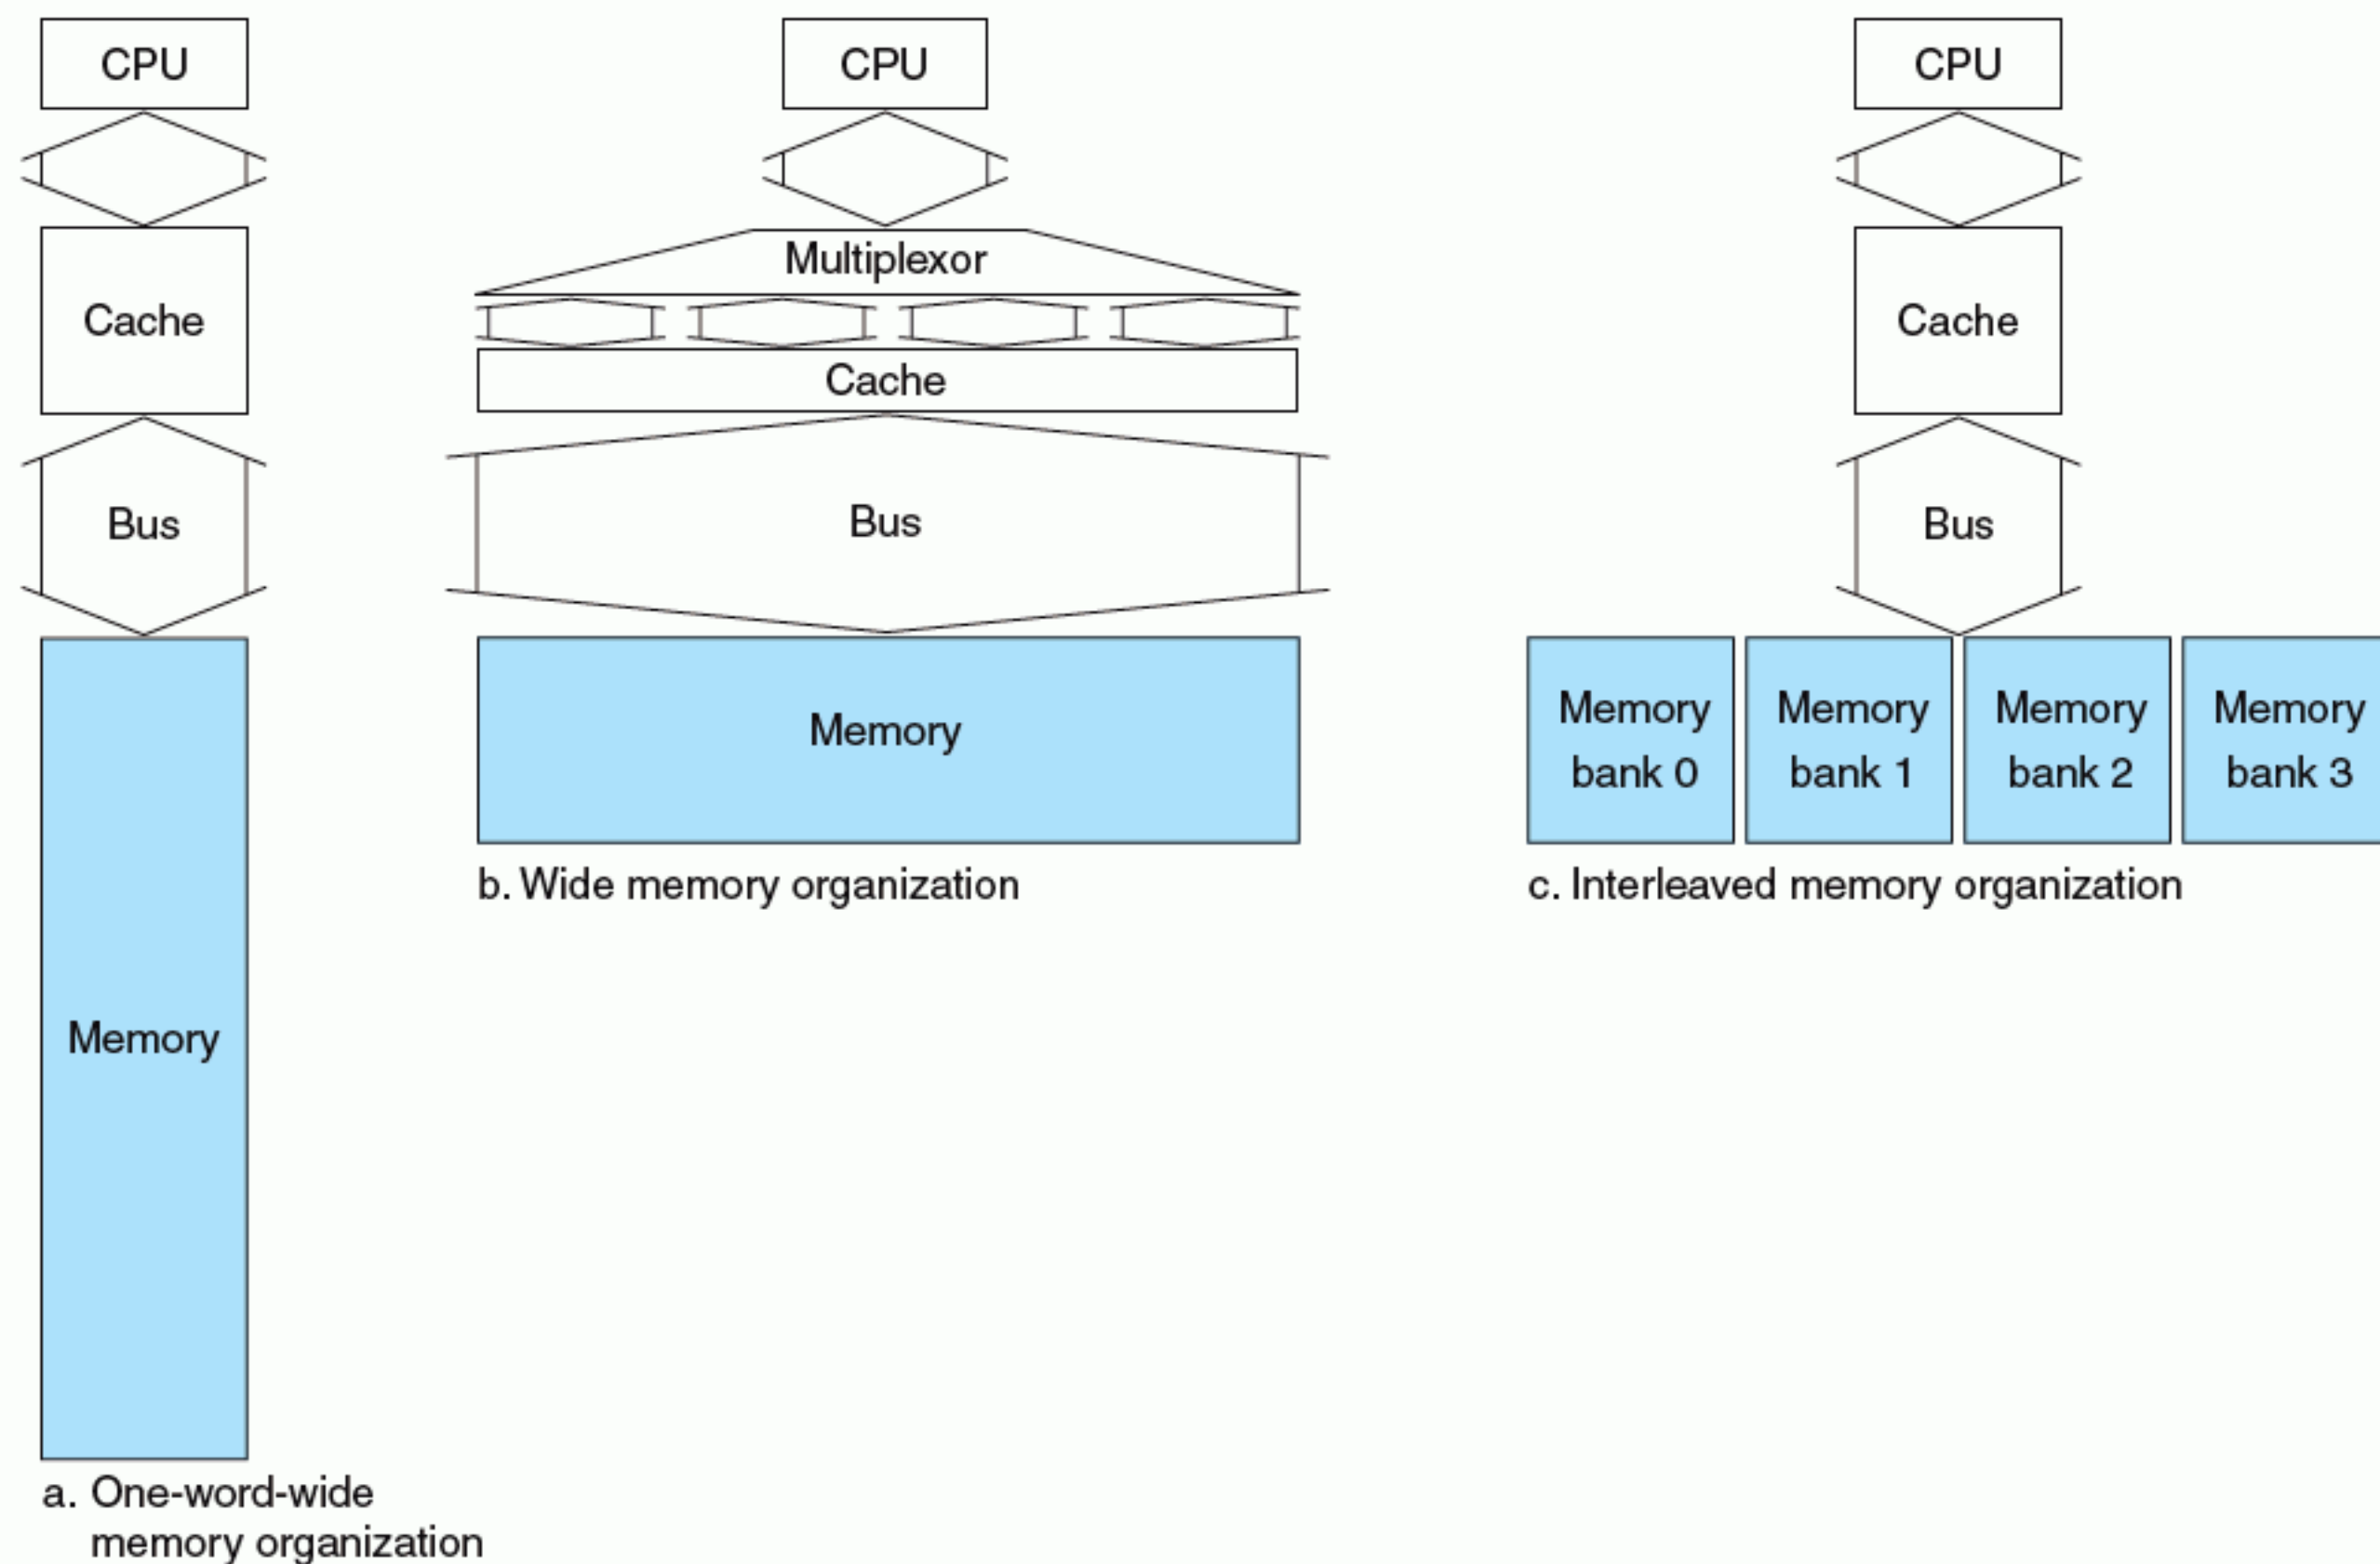 CPU
Cache
Bus
Memory
a. One-word-wide
memory organization
CPU
Multiplexor
Cache
Bus
Memory
b. Wide memory organization
CPU
Cache
Bus
Memory
bank 0
Memory
bank 1
Memory
bank 2
Memory
bank 3
c. Interleaved memory organization